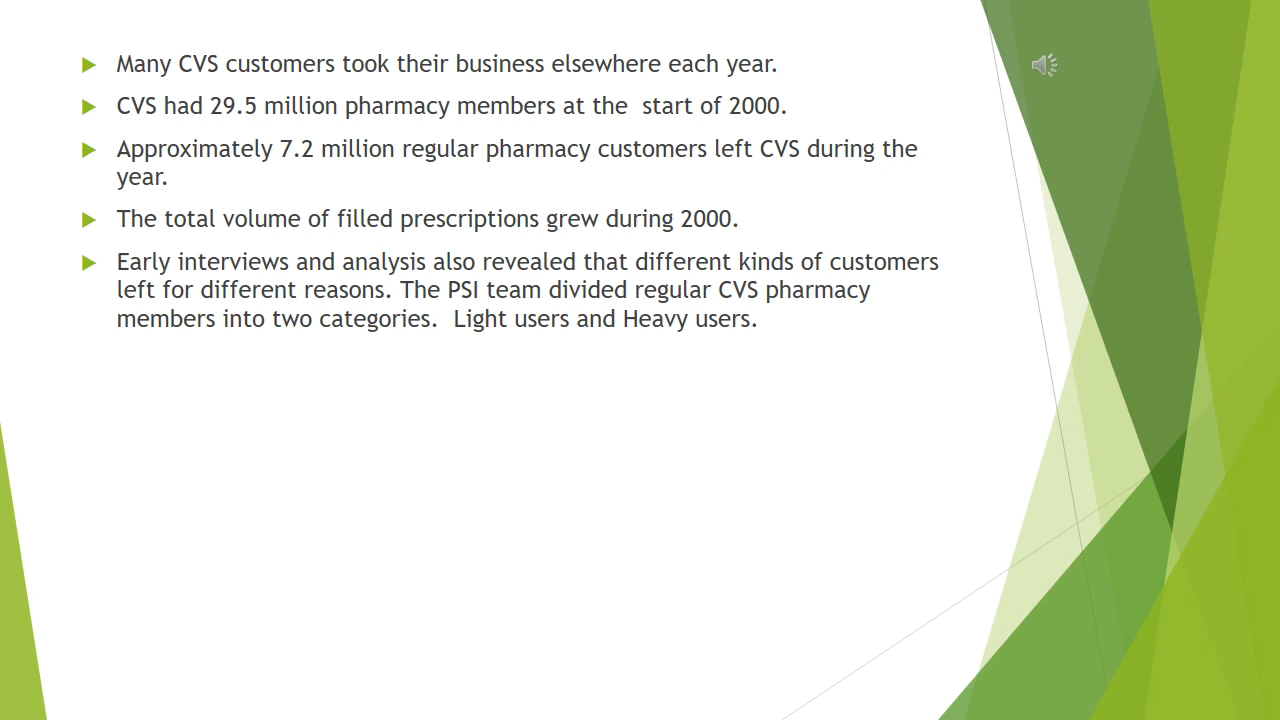 Many CVS customers took their business elsewhere each year.
CVS had 29.5 million pharmacy members at the  start of 2000.
Approximately 7.2 million regular pharmacy customers left CVS during the
year.
The total volume of filled prescriptions grew during 2000.
Early interviews and analysis also revealed that different kinds of customers
left for different reasons. The PSI team divided regular CVS pharmacy
members into two categories.  Light users and Heavy users.